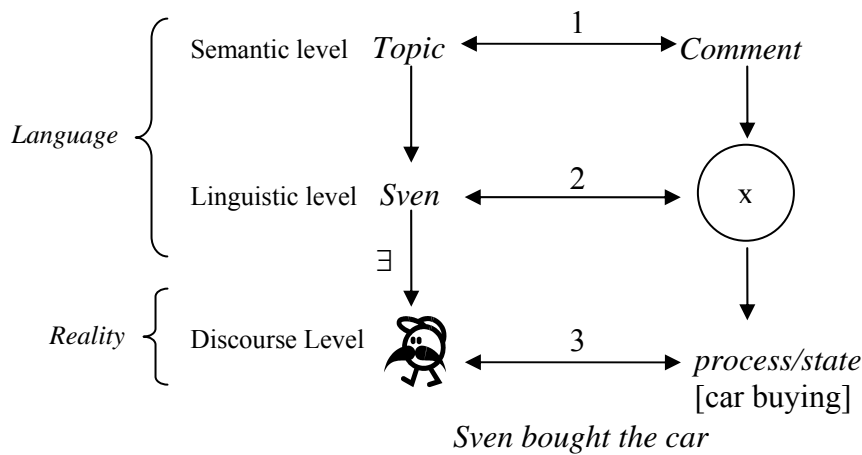 1
Semantic level Topic Comment
Language
Linguistic level Sven 2 x
∃
Reality Discourse Level 3 process/state
[car buying]
Sven bought the car